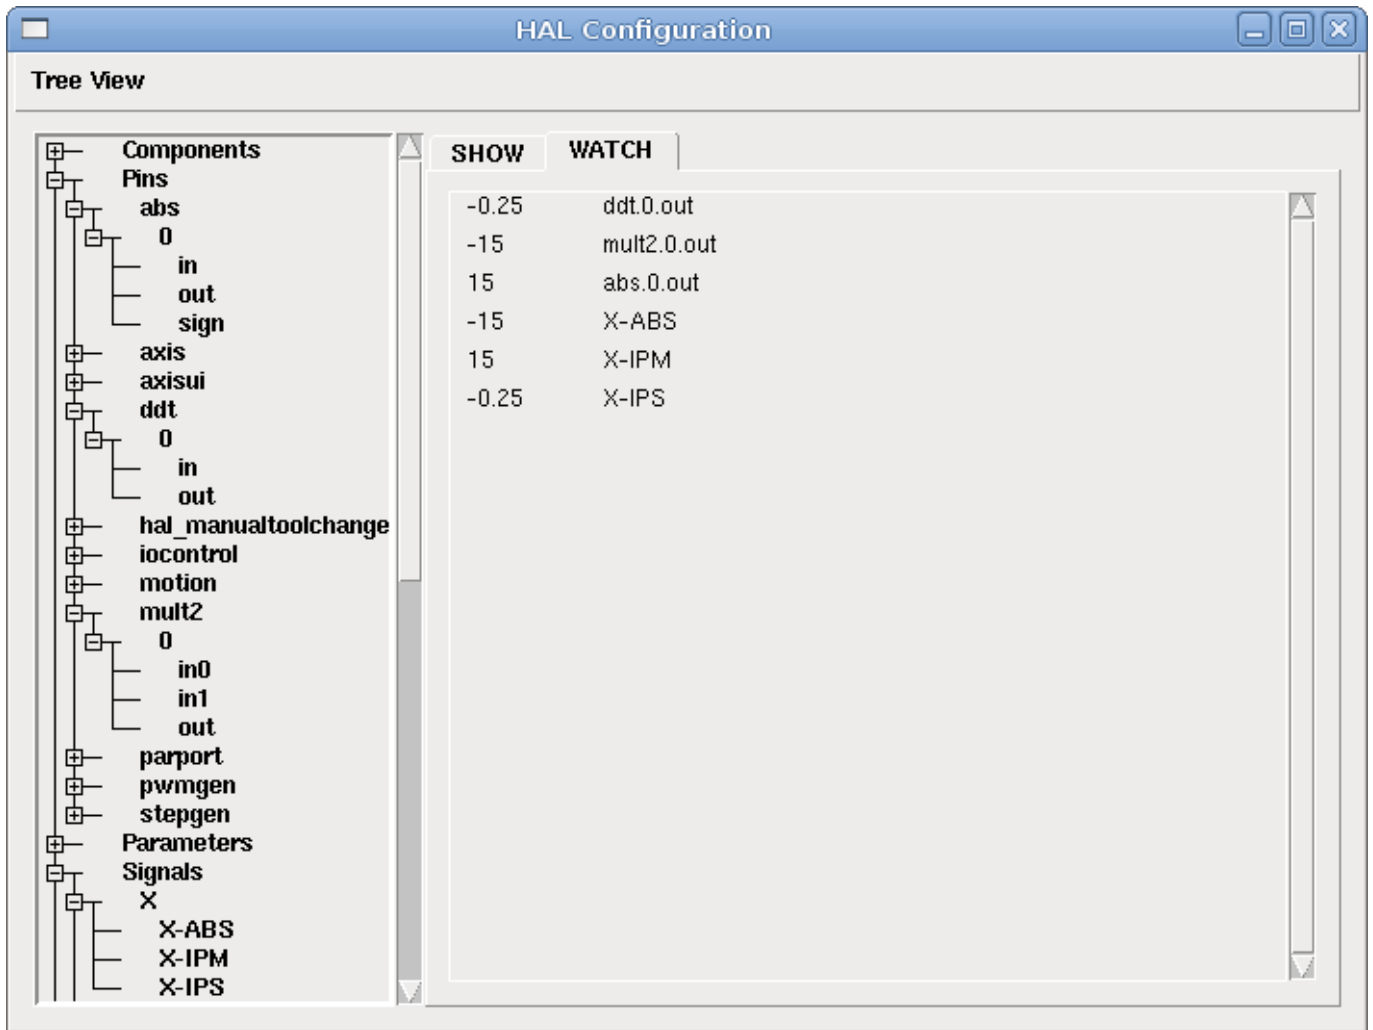 HAL Configuration
Tree View
Components
Pins
abs
0
in
out
sign
axis
axisui
ddt
0
in
out
hal_manualtoolchange
iocontrol
motion
mult2
0
in0
in1
out
parport
pwmgen
stepgen
Parameters
Signals
X
X-ABS
X-IPM
X-IPS
SHOW WATCH
-0.25 ddt.0.out
-15 mult2.0.out
15 abs.0.out
-15 X-ABS
15 X-IPM
-0.25 X-IPS